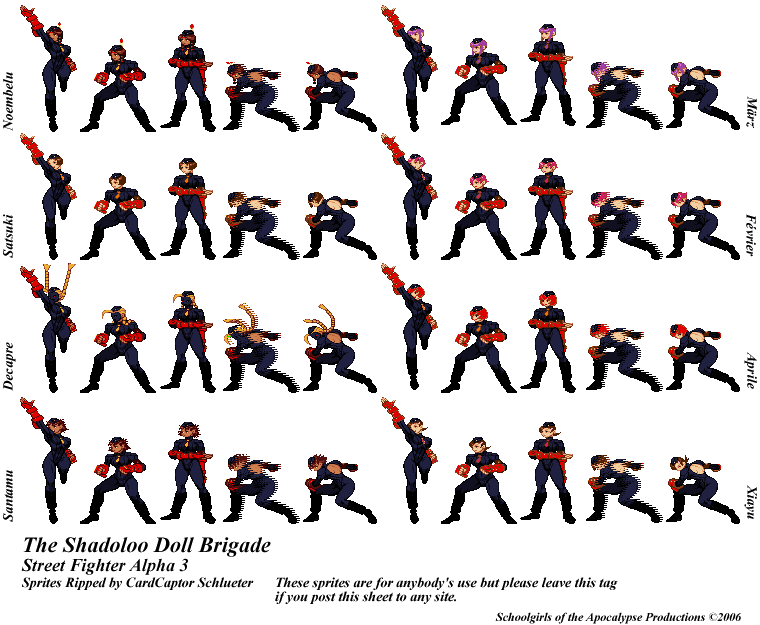 Noembelu
März
Satsuki
Février
Decapre
Aprile
Santamu
Xiayu
The Shadoloo Doll Brigade
Street Fighter Alpha 3
Sprites Ripped by CardCaptor Schlueter
These sprites are for anybody's use but please leave this tag
if you post this sheet to any site.
Schoolgirls of the Apocalypse Productions ©2006